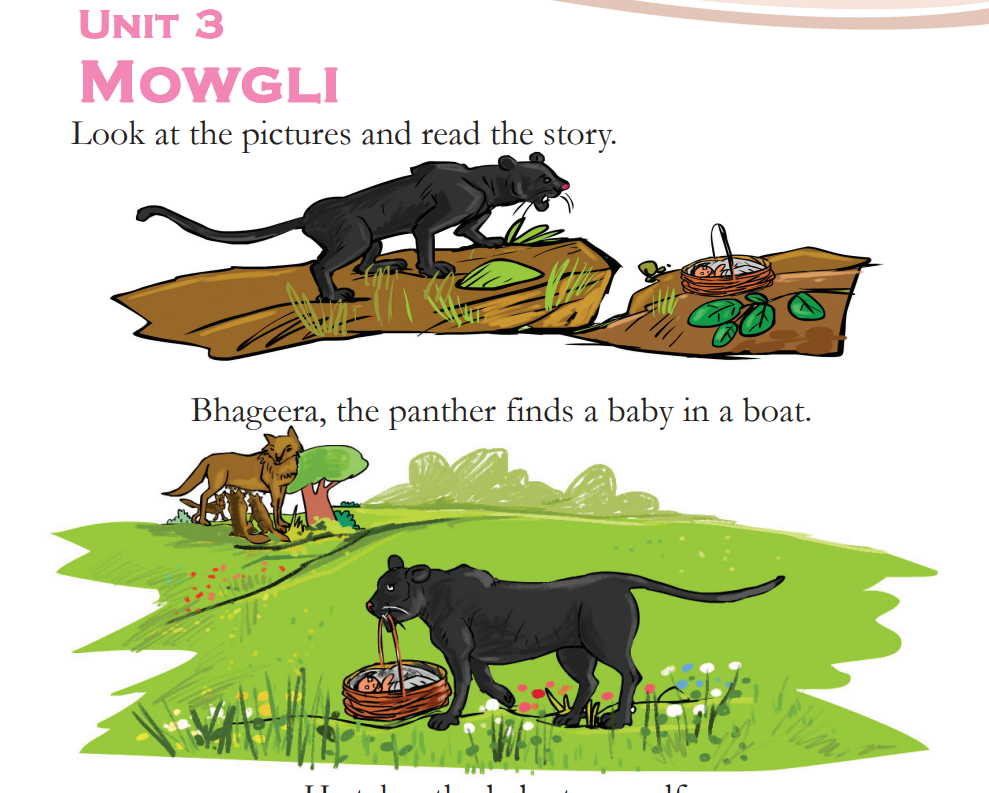 Unit 3
Mowgli
Look at the pictures and read the story.
Bhageera, the panther finds a baby in a boat.